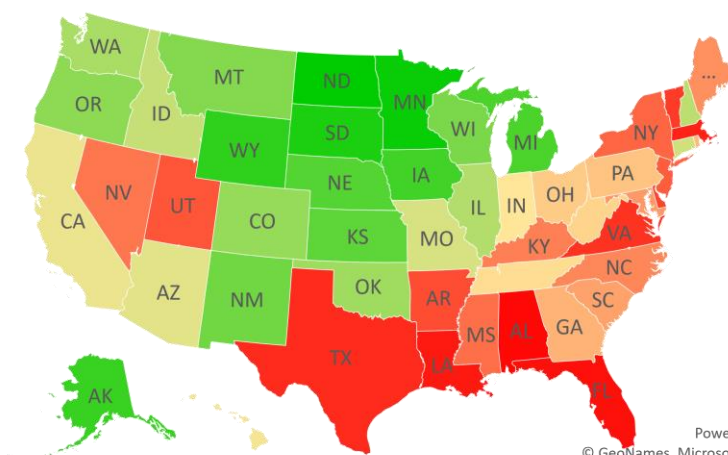 WA
MT
ND
MN
...
OR
ID
SD
WI
MI
NY
WY
IA
PA
NE
NV
UT
CO
IL
IN
OH
CA
KS
MO
KY
VA
AZ
NM
OK
AR
NC
SC
TX
LA
MS
AL
GA
AK
FL
Powe
© GeoNames, Microso